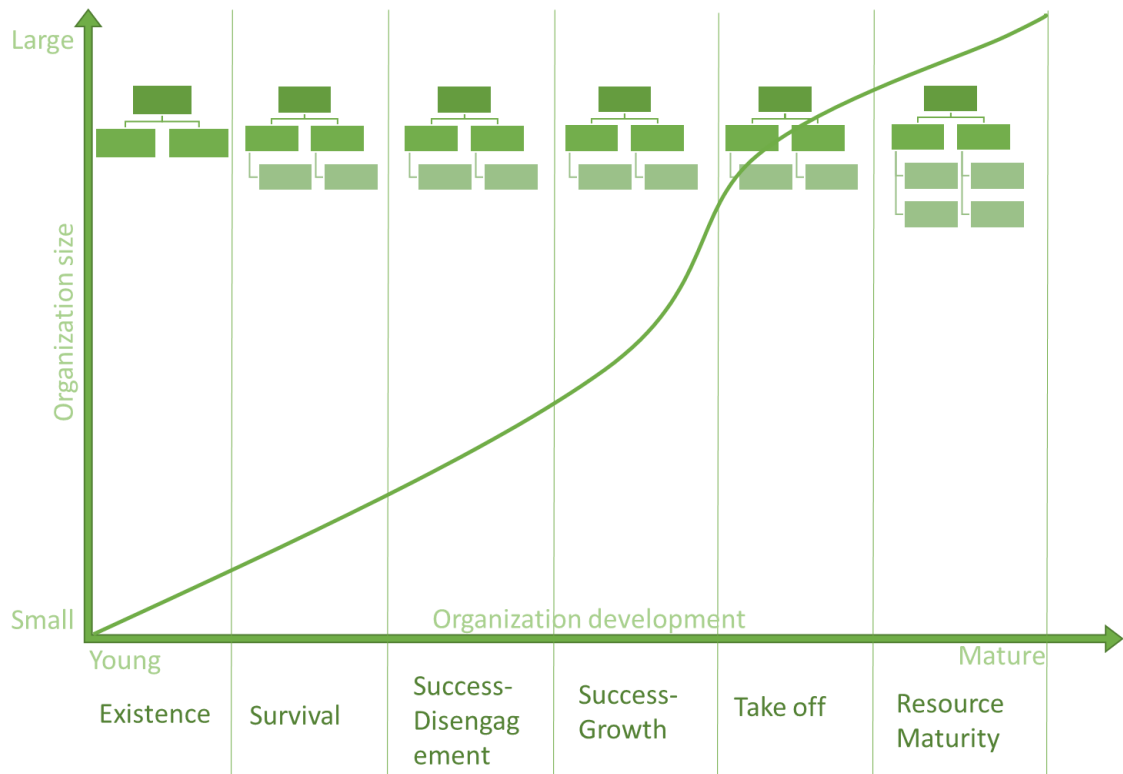 Large
Organization size
Small
Organization development
Young
Mature
Existence
Survival
Success-
Disengag
ement
Success-
Growth
Take off
Resource
Maturity